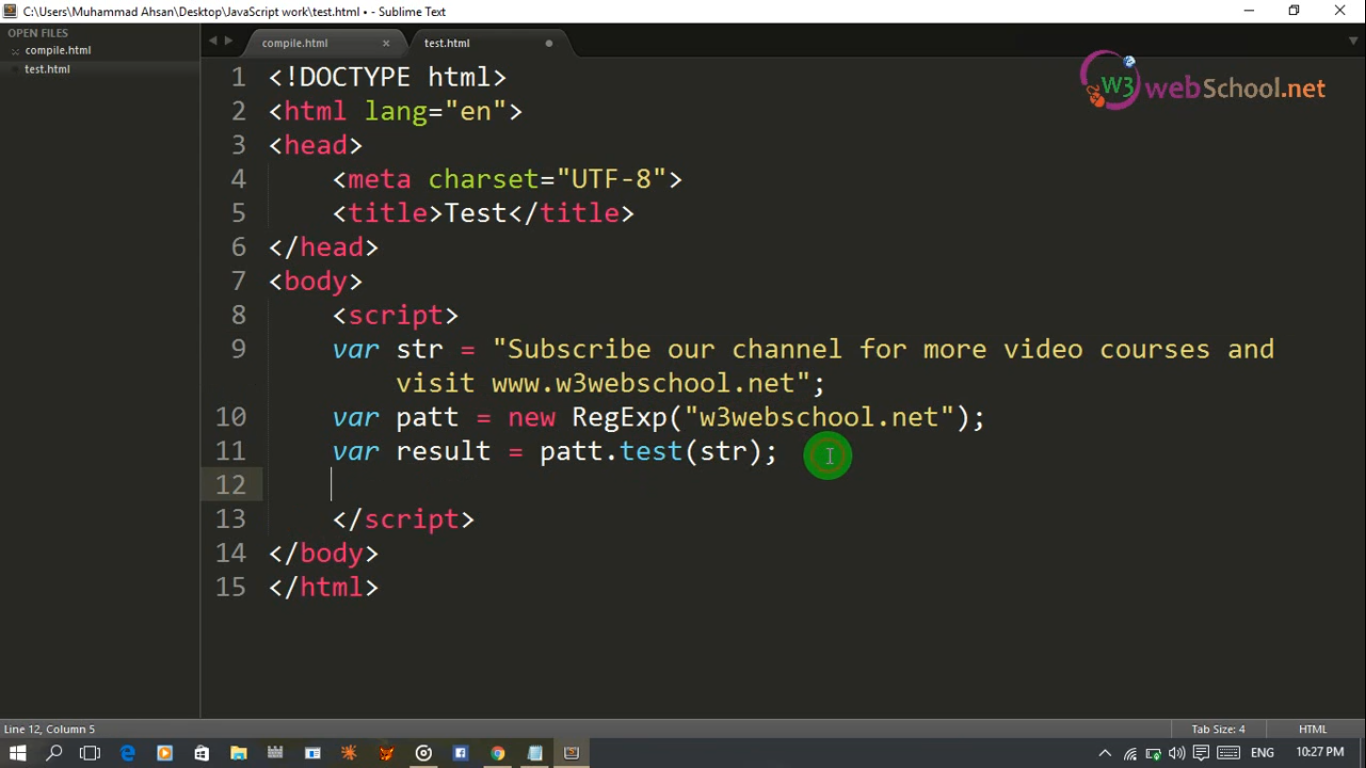 C:\Users\Muhammad Ahsan\Desktop\JavaScript work\test.html • - Sublime Text
OPEN FILES
compile.html
test.html
compile.html
test.html
W3 webSchool.net
1 <!DOCTYPE html>
2 <html lang="en">
3 <head>
4 <meta charset="UTF-8">
5 <title>Test</title>
6 </head>
7 <body>
8 <script>
9 var str = "Subscribe our channel for more video courses and
visit www.w3webschool.net";
10 var patt = new RegExp("w3webschool.net");
11 var result = patt.test(str);
12
13 </script>
14 </body>
15 </html>
Line 12, Column 5
Tab Size: 4
HTML
ENG
10:27 PM